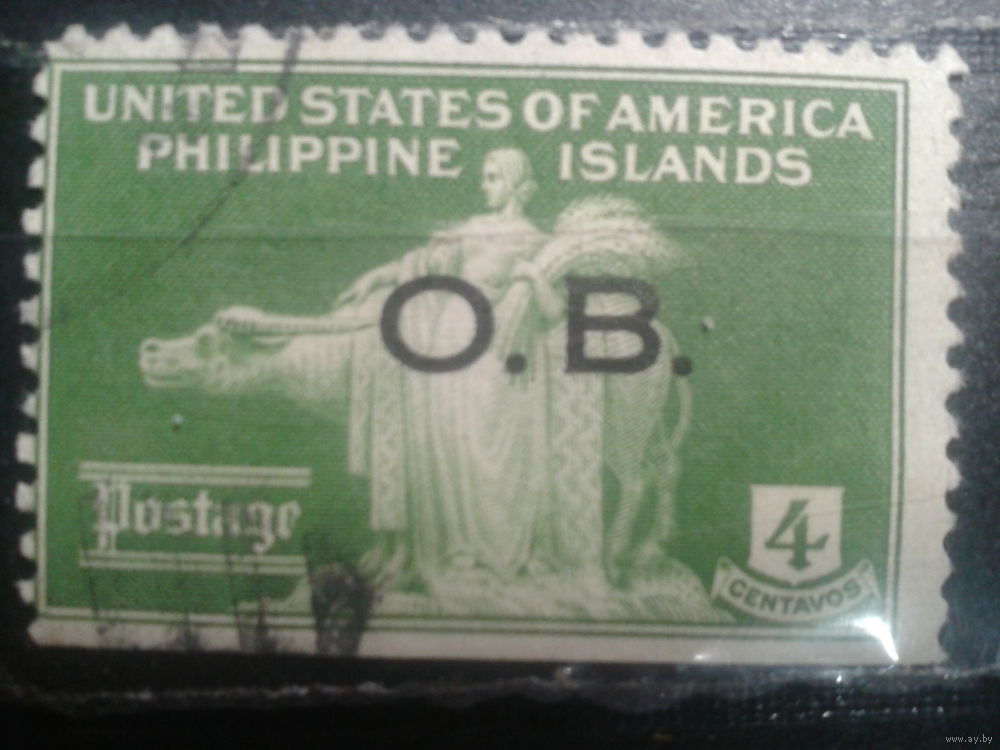 UNITED STATES OF AMERICA
PHILIPPINE ISLANDS
O.B.
Postage
4
CENTAVOS
www.ay.by